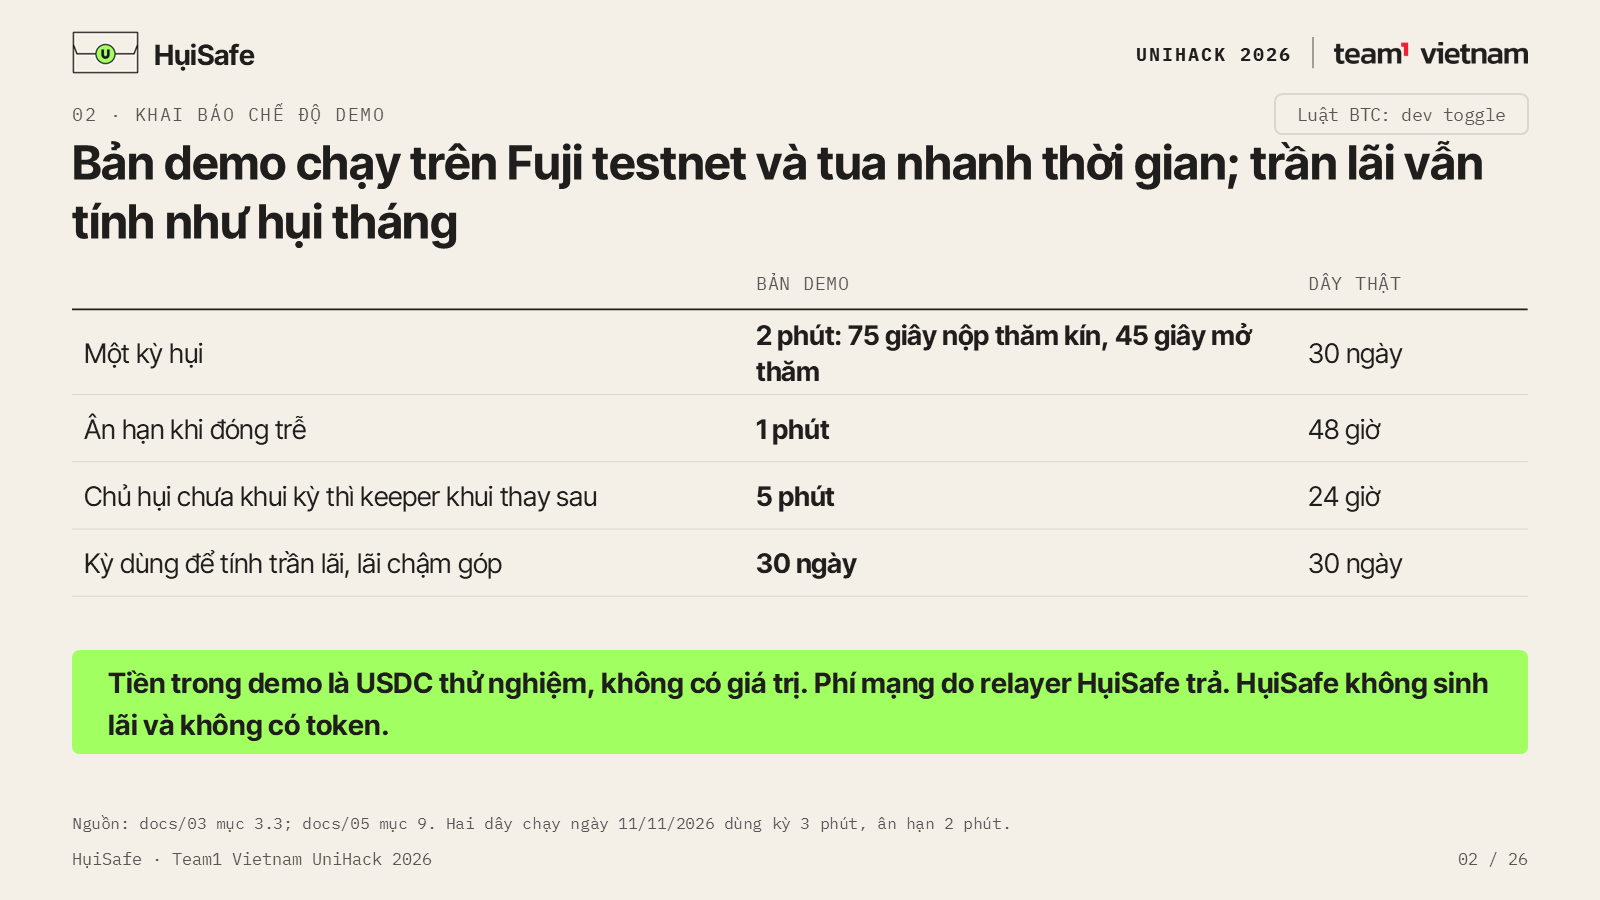 HụiSafe
UNIHACK 2026
team1 vietnam
02 · KHAI BÁO CHẾ ĐỘ DEMO
Luật BTC: dev toggle
Bản demo chạy trên Fuji testnet và tua nhanh thời gian; trần lãi vẫn
tính như hụi tháng
BẢN DEMO
DÂY THẬT
Một kỳ hụi
2 phút: 75 giây nộp thăm kín, 45 giây mở
thăm
30 ngày
Ân hạn khi đóng trễ
1 phút
48 giờ
Chủ hụi chưa khui kỳ thì keeper khui thay sau
5 phút
24 giờ
Kỳ dùng để tính trần lãi, lãi chậm góp
30 ngày
30 ngày
Tiền trong demo là USDC thử nghiệm, không có giá trị. Phí mạng do relayer HụiSafe trả. HụiSafe không sinh
lãi và không có token.
Nguồn: docs/03 mục 3.3; docs/05 mục 9. Hai dây chạy ngày 11/11/2026 dùng kỳ 3 phút, ân hạn 2 phút.
HụiSafe · Team1 Vietnam UniHack 2026
02 / 26